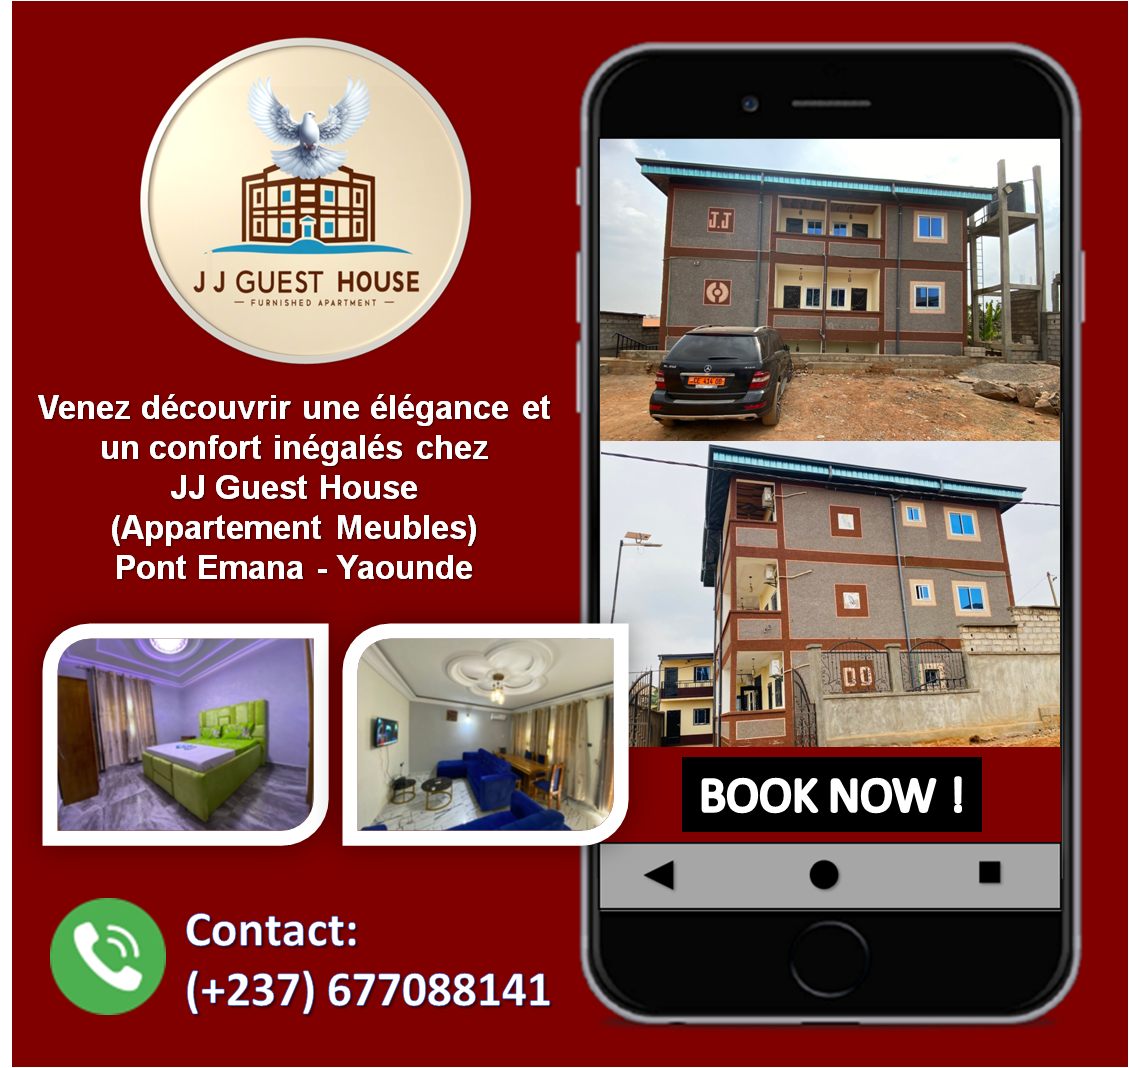 J J GUEST HOUSE
— FURNISHED APARTMENT —
Venez découvrir une élégance et
un confort inégalés chez
JJ Guest House
(Appartement Meubles)
Pont Emana - Yaounde
J.J
BOOK NOW !
Contact:
(+237) 677088141